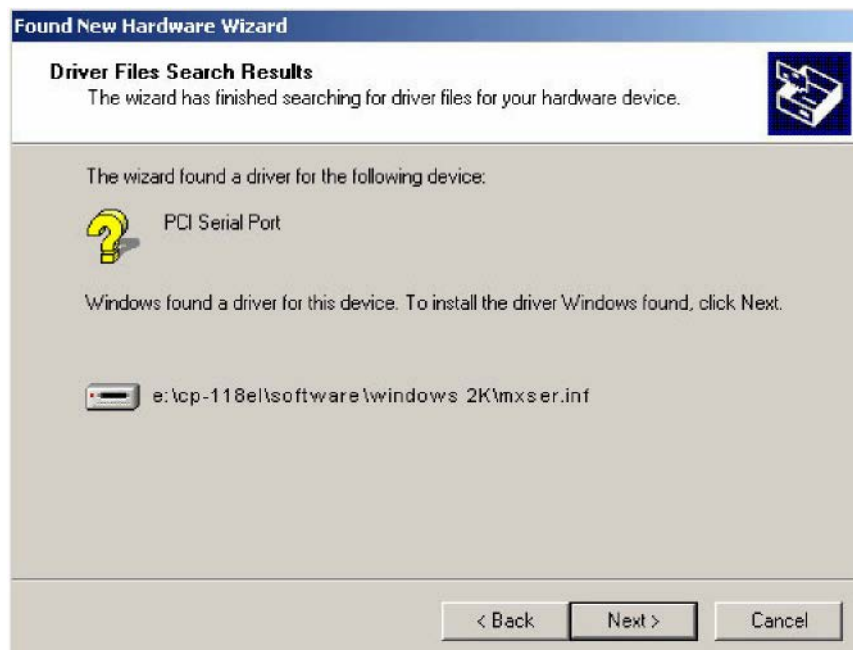 Found New Hardware Wizard
Driver Files Search Results
The wizard has finished searching for driver files for your hardware device.
The wizard found a driver for the following device:
PCI Serial Port
Windows found a driver for this device. To install the driver Windows found, click Next.
e:\cp-118el\software\windows 2K\mxser.inf
< Back Next > Cancel